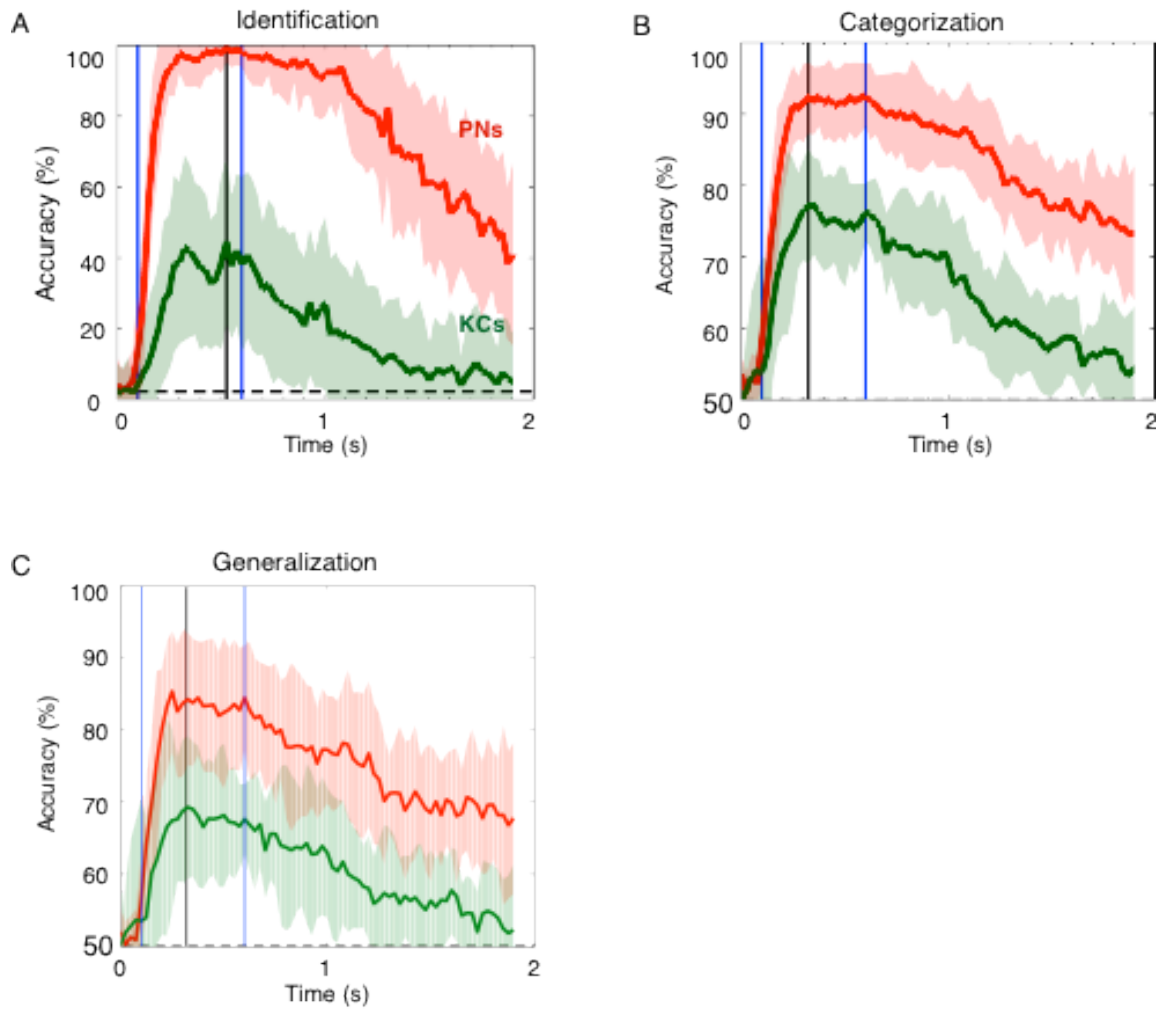 A
Identification
Accuracy (%)
100
80
60
40
20
0
PNs
KCs
0
1
2
Time (s)
B
Categorization
Accuracy (%)
100
90
80
70
60
50
0
1
2
Time (s)
C
Generalization
Accuracy (%)
100
90
80
70
60
50
0
1
2
Time (s)